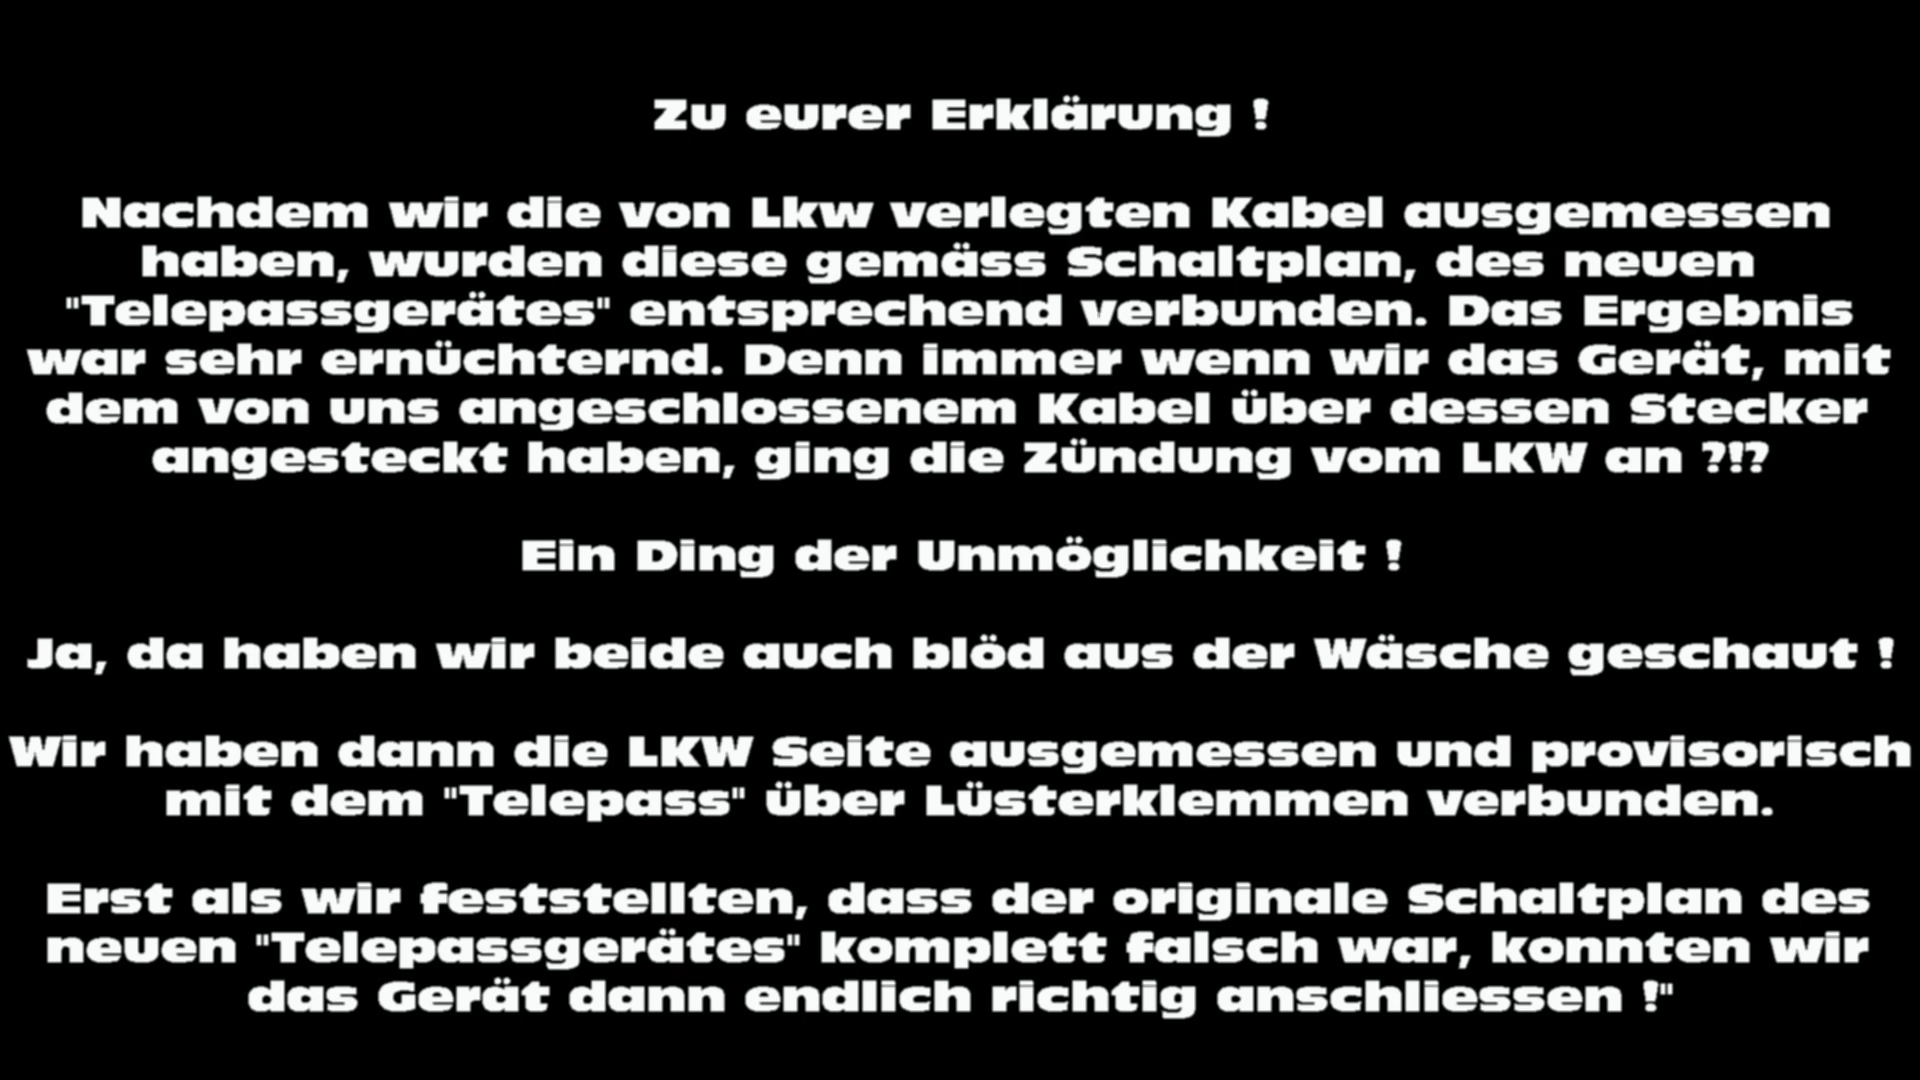 Zu eurer Erklärung !
Nachdem wir die von Lkw verlegten Kabel ausgemessen
haben, wurden diese gemäss Schaltplan, des neuen
"Telepassgerätes" entsprechend verbunden. Das Ergebnis
war sehr ernüchternd. Denn immer wenn wir das Gerät, mit
dem von uns angeschlossenem Kabel über dessen Stecker
angesteckt haben, ging die Zündung vom LKW an ?!?
Ein Ding der Unmöglichkeit !
Ja, da haben wir beide auch blöd aus der Wäsche geschaut !
Wir haben dann die LKW Seite ausgemessen und provisorisch
mit dem "Telepass" über Lüsterklemmen verbunden.
Erst als wir feststellten, dass der originale Schaltplan des
neuen "Telepassgerätes" komplett falsch war, konnten wir
das Gerät dann endlich richtig anschliessen !"